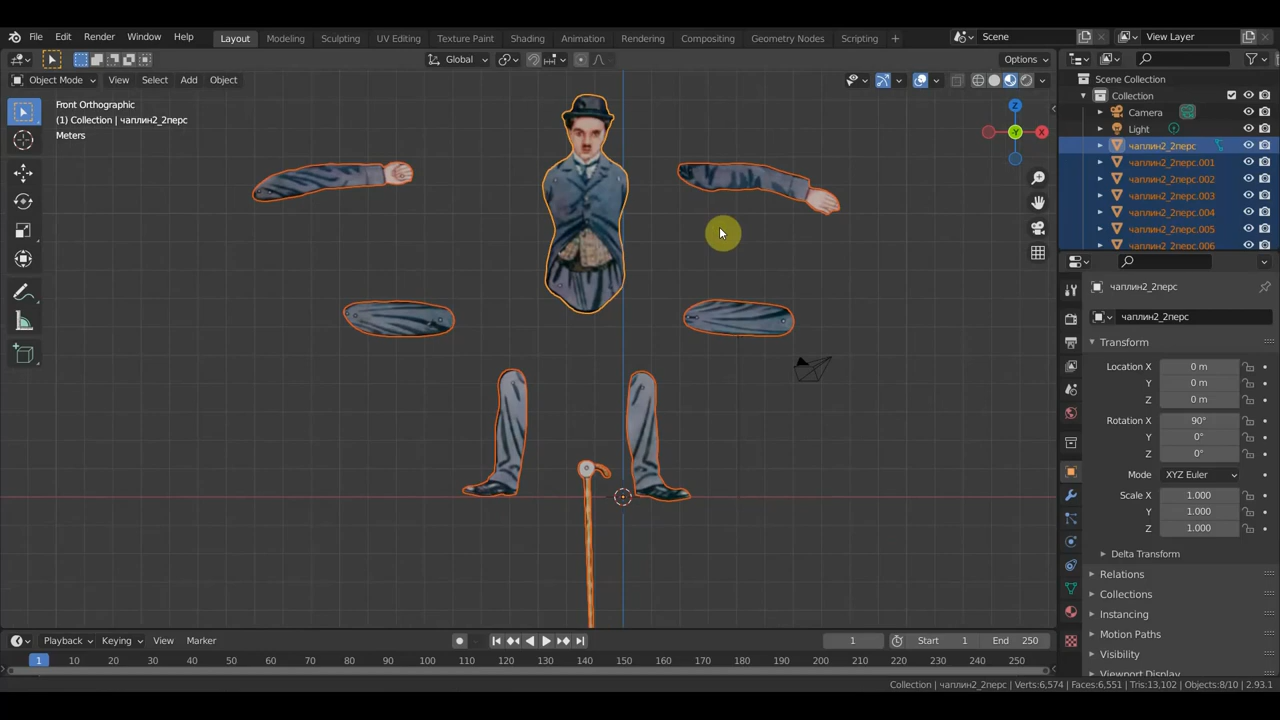 File Edit Render Window Help Layout Modeling Sculpting UV Editing Texture Paint Shading Animation Rendering Compositing Geometry Nodes Scripting + Scene View Layer
Global Options
Object Mode View Select Add Object
Front Orthographic
(1) Collection | чаплин2_2перс
Meters
Z
Y
X
Scene Collection
Collection
Camera
Light
чаплин2_2перс
чаплин2_2перс.001
чаплин2_2перс.002
чаплин2_2перс.003
чаплин2_2перс.004
чаплин2_2перс.005
чаплин2_2перс.006
чаплин2_2перс
чаплин2_2перс
Transform
Location X 0 m
Y 0 m
Z 0 m
Rotation X 90°
Y 0°
Z 0°
Mode XYZ Euler
Scale X 1.000
Y 1.000
Z 1.000
Delta Transform
Relations
Collections
Instancing
Motion Paths
Visibility
Viewport Display
Playback Keying View Marker 1 Start 1 End 250
1 10 20 30 40 50 60 70 80 90 100 110 120 130 140 150 160 170 180 190 200 210 220 230 240 250
Collection | чаплин2_2перс | Verts:6,574 | Faces:6,551 | Tris:13,102 | Objects:8/10 | 2.93.1